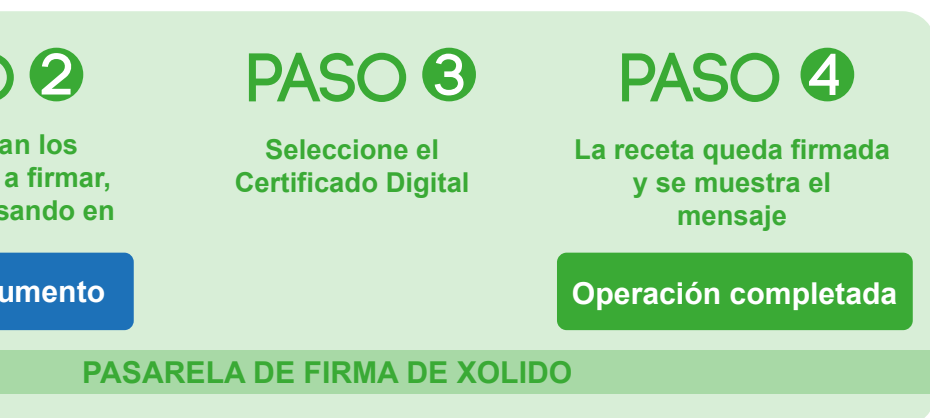 O 2
an los
a firmar,
sando en
umento
PASO 3
Seleccione el
Certificado Digital
PASO 4
La receta queda firmada
y se muestra el
mensaje
Operación completada
PASARELA DE FIRMA DE XOLIDO